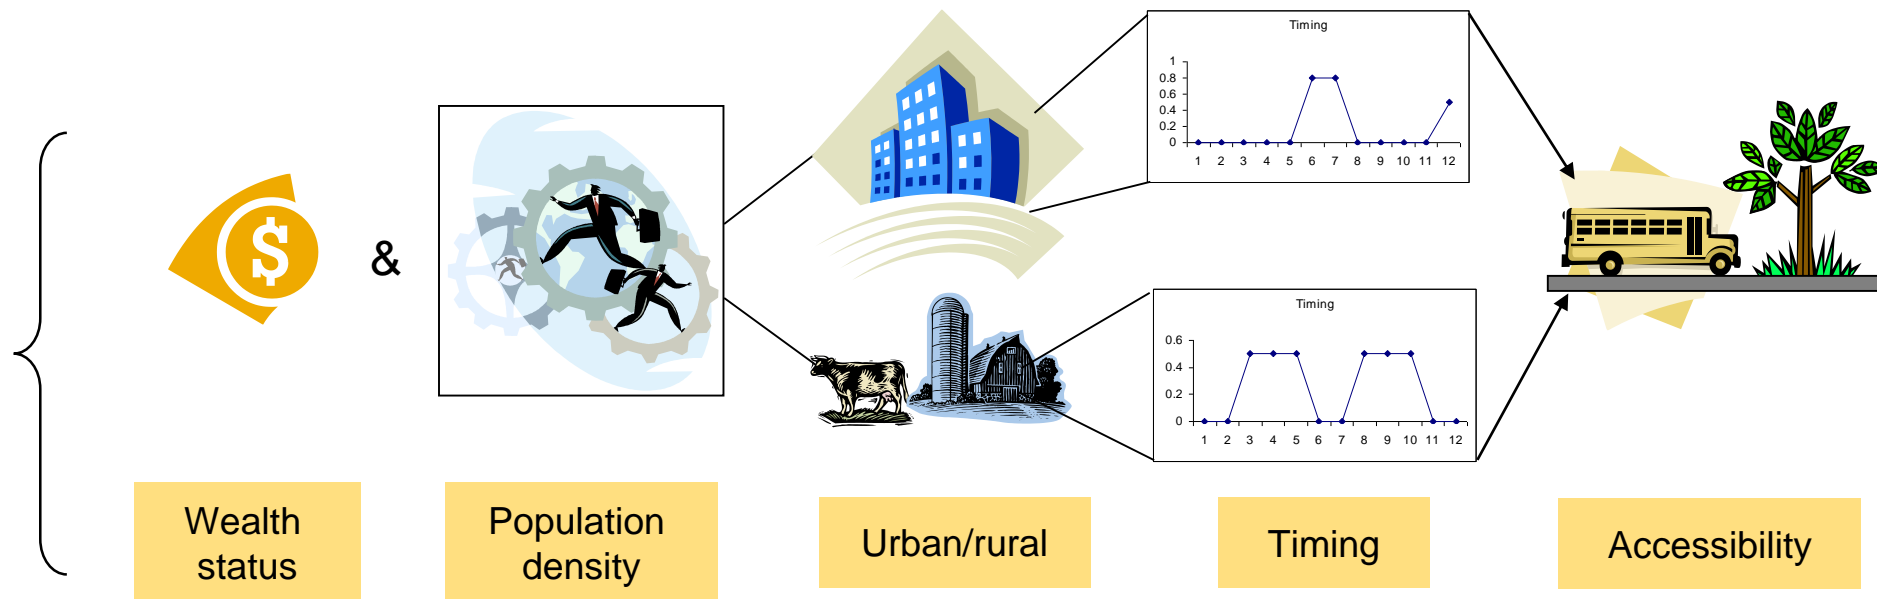 $
&
Timing
1
0.8
0.6
0.4
0.2
0
1 2 3 4 5 6 7 8 9 10 11 12
Timing
0.6
0.4
0.2
0
1 2 3 4 5 6 7 8 9 10 11 12
Wealth
status
Population
density
Urban/rural
Timing
Accessibility